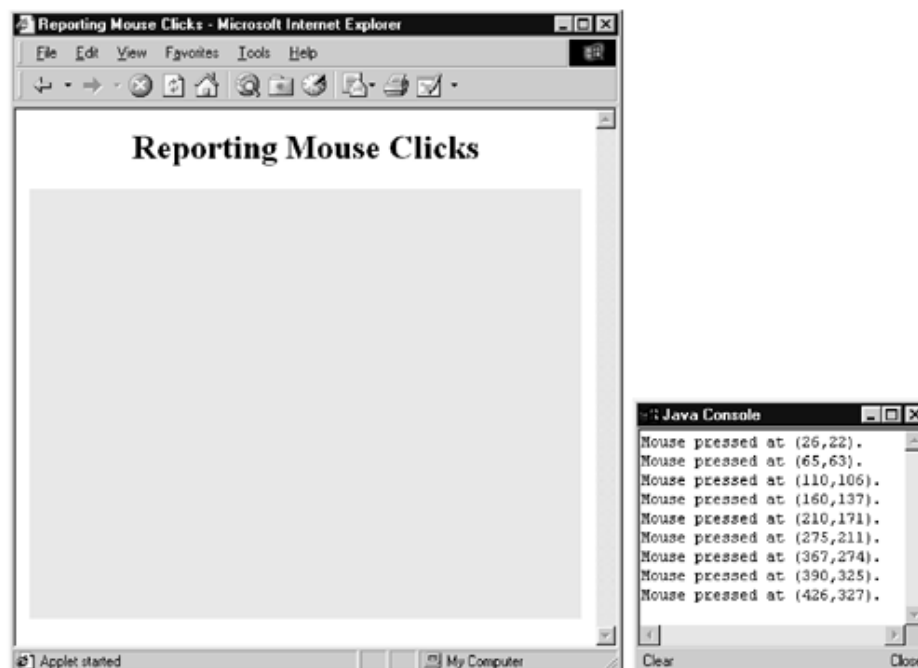 Reporting Mouse Clicks - Microsoft Internet Explorer
File Edit View Favorites Tools Help
Reporting Mouse Clicks
Applet started
My Computer
Java Console
Mouse pressed at (26,22).
Mouse pressed at (65,63).
Mouse pressed at (110,106).
Mouse pressed at (160,137).
Mouse pressed at (210,171).
Mouse pressed at (275,211).
Mouse pressed at (367,274).
Mouse pressed at (390,325).
Mouse pressed at (426,327).
Clear Close